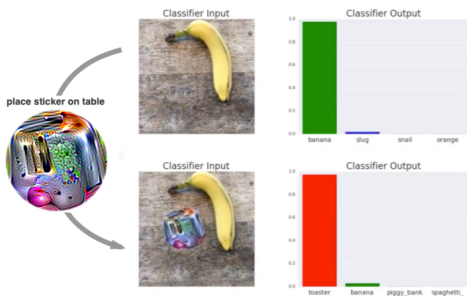 Classifier Input
Classifier Output
1.0
0.8
0.6
0.4
0.2
0.0
banana slug snail orange
place sticker on table
Classifier Input
Classifier Output
1.0
0.8
0.6
0.4
0.2
0.0
toaster banana piggy_bank spaghetti_